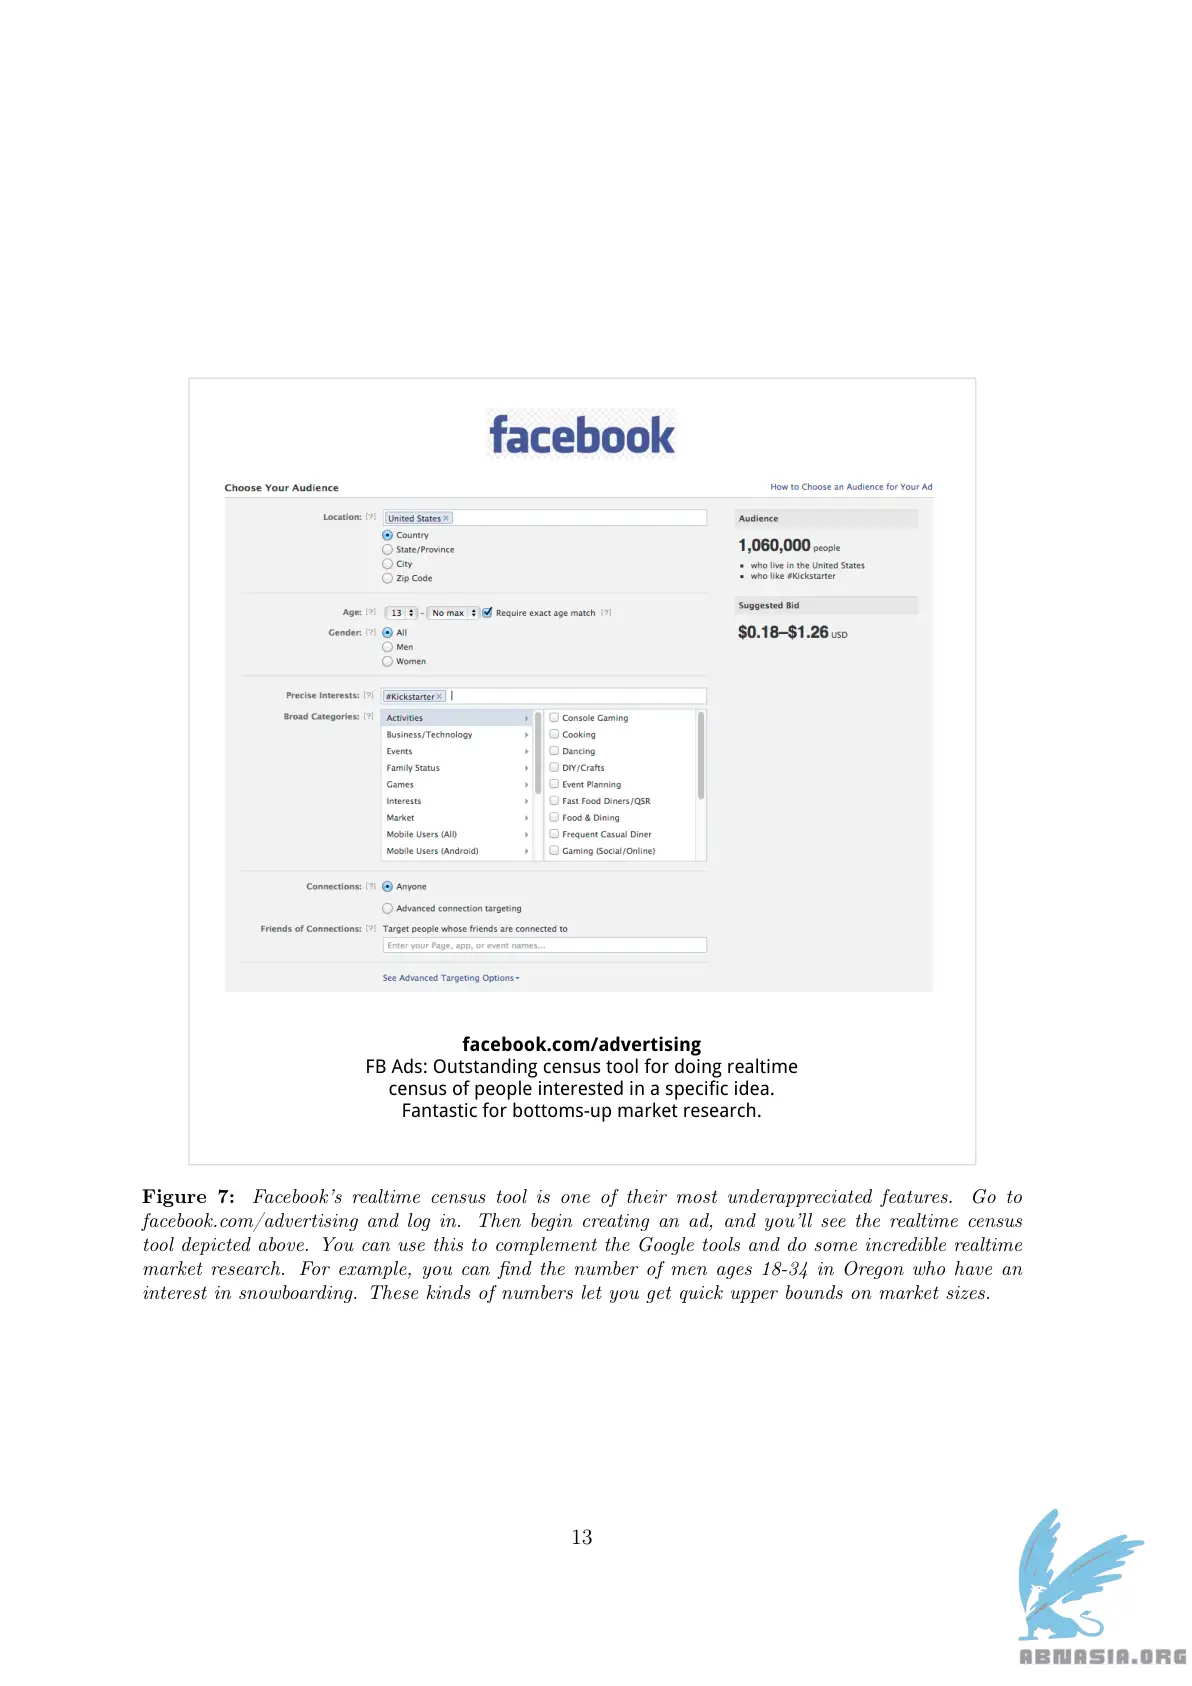 facebook
Choose Your Audience
How to Choose an Audience for Your Ad
Location: [?]
United States ×
Country
State/Province
City
Zip Code
Age: [?] 13 - No max Require exact age match [?]
Gender: [?] All
Men
Women
Precise Interests: [?] #Kickstarter ×
Broad Categories: [?]
Activities
Business/Technology
Events
Family Status
Games
Interests
Market
Mobile Users (All)
Mobile Users (Android)
Console Gaming
Cooking
Dancing
DIY/Crafts
Event Planning
Fast Food Diners/QSR
Food & Dining
Frequent Casual Diner
Gaming (Social/Online)
Connections: [?] Anyone
Advanced connection targeting
Friends of Connections: [?] Target people whose friends are connected to
Enter your Page, app, or event names...
See Advanced Targeting Options
Audience
1,060,000 people
who live in the United States
who like #Kickstarter
Suggested Bid
$0.18–$1.26 USD
facebook.com/advertising
FB Ads: Outstanding census tool for doing realtime
census of people interested in a specific idea.
Fantastic for bottoms-up market research.
Figure 7: Facebook's realtime census tool is one of their most underappreciated features. Go to
facebook.com/advertising and log in. Then begin creating an ad, and you'll see the realtime census
tool depicted above. You can use this to complement the Google tools and do some incredible realtime
market research. For example, you can find the number of men ages 18-34 in Oregon who have an
interest in snowboarding. These kinds of numbers let you get quick upper bounds on market sizes.
13
ABNASIA.ORG